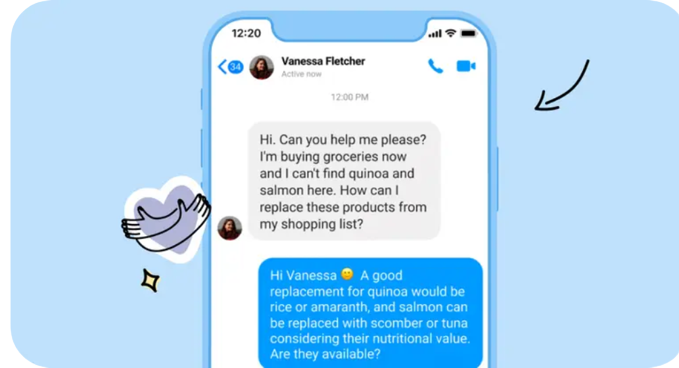 12:20
34
Vanessa Fletcher
Active now
12:00 PM
Hi. Can you help me please?
I'm buying groceries now
and I can't find quinoa and
salmon here. How can I
replace these products from
my shopping list?
Hi Vanessa 😊 A good
replacement for quinoa would be
rice or amaranth, and salmon can
be replaced with scomber or tuna
considering their nutritional value.
Are they available?